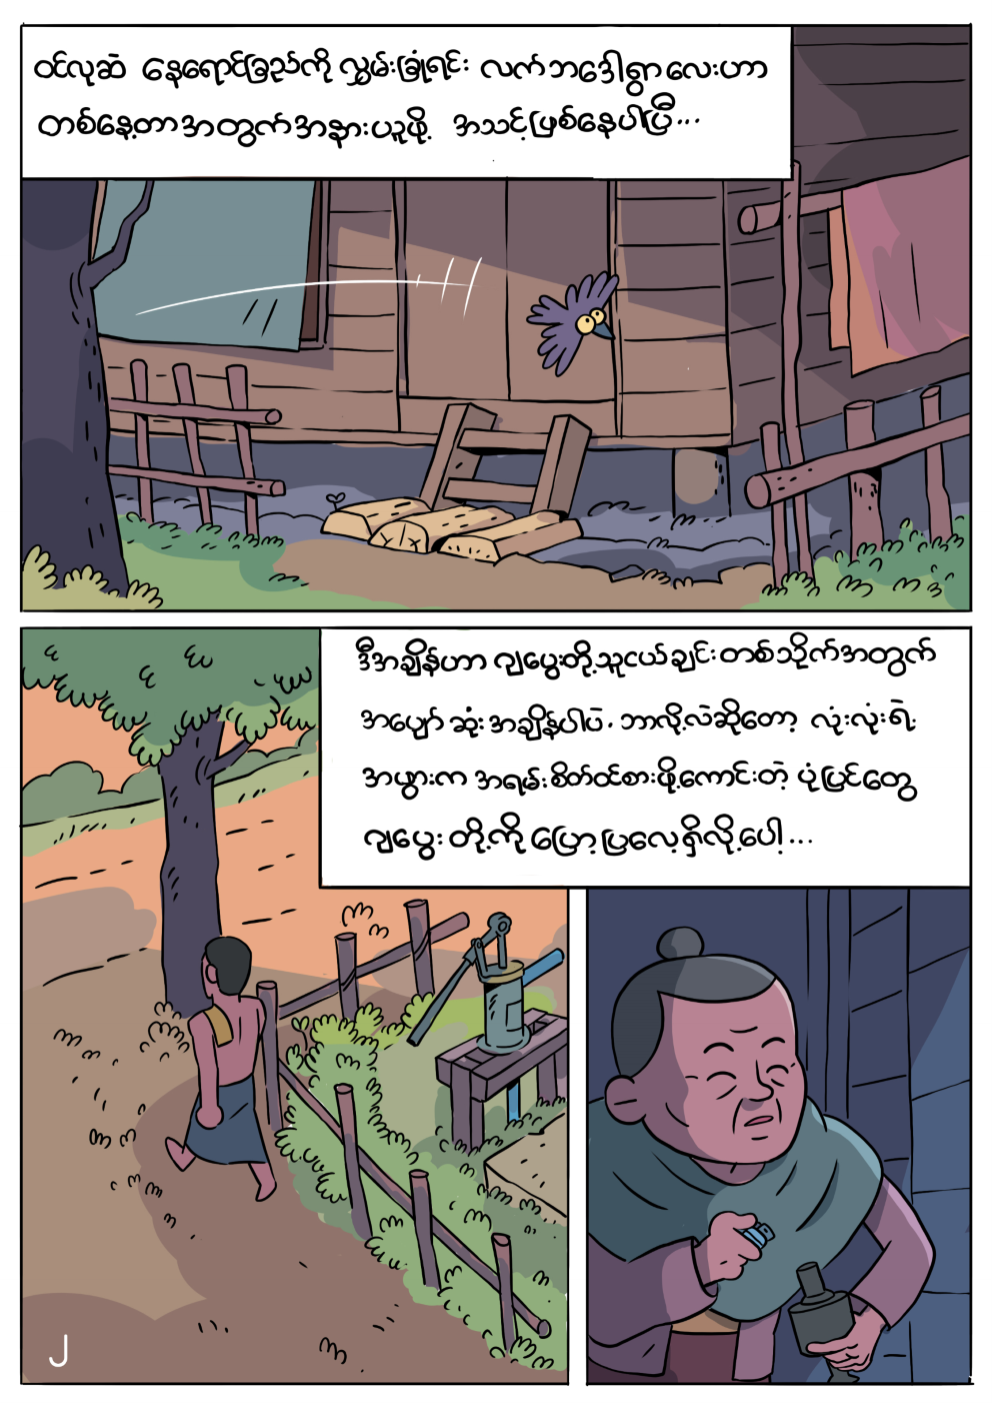 ဝင်လုဆဲ နေရောင်ခြည်ကို လွှမ်းခြုံရင်း လက်ဘဒေါ်ရွာလေးဟာ
တစ်နေ့တာအတွက်အနားယူဖို့ အသင့်ဖြစ်နေပါပြီ...
ဒီအချိန်ဟာ ဂျပွေးတို့သူငယ်ချင်းတစ်သိုက်အတွက်
အပျော်ဆုံးအချိန်ပါပဲ. ဘာလို့လဲဆိုတော့ လုံးလုံးရဲ့
အဖွားက အရမ်းစိတ်ဝင်စားဖို့ကောင်းတဲ့ ပုံပြင်တွေ
ဂျပွေးတို့ကို ပြောပြလေ့ရှိလို့ပေါ့...
၂